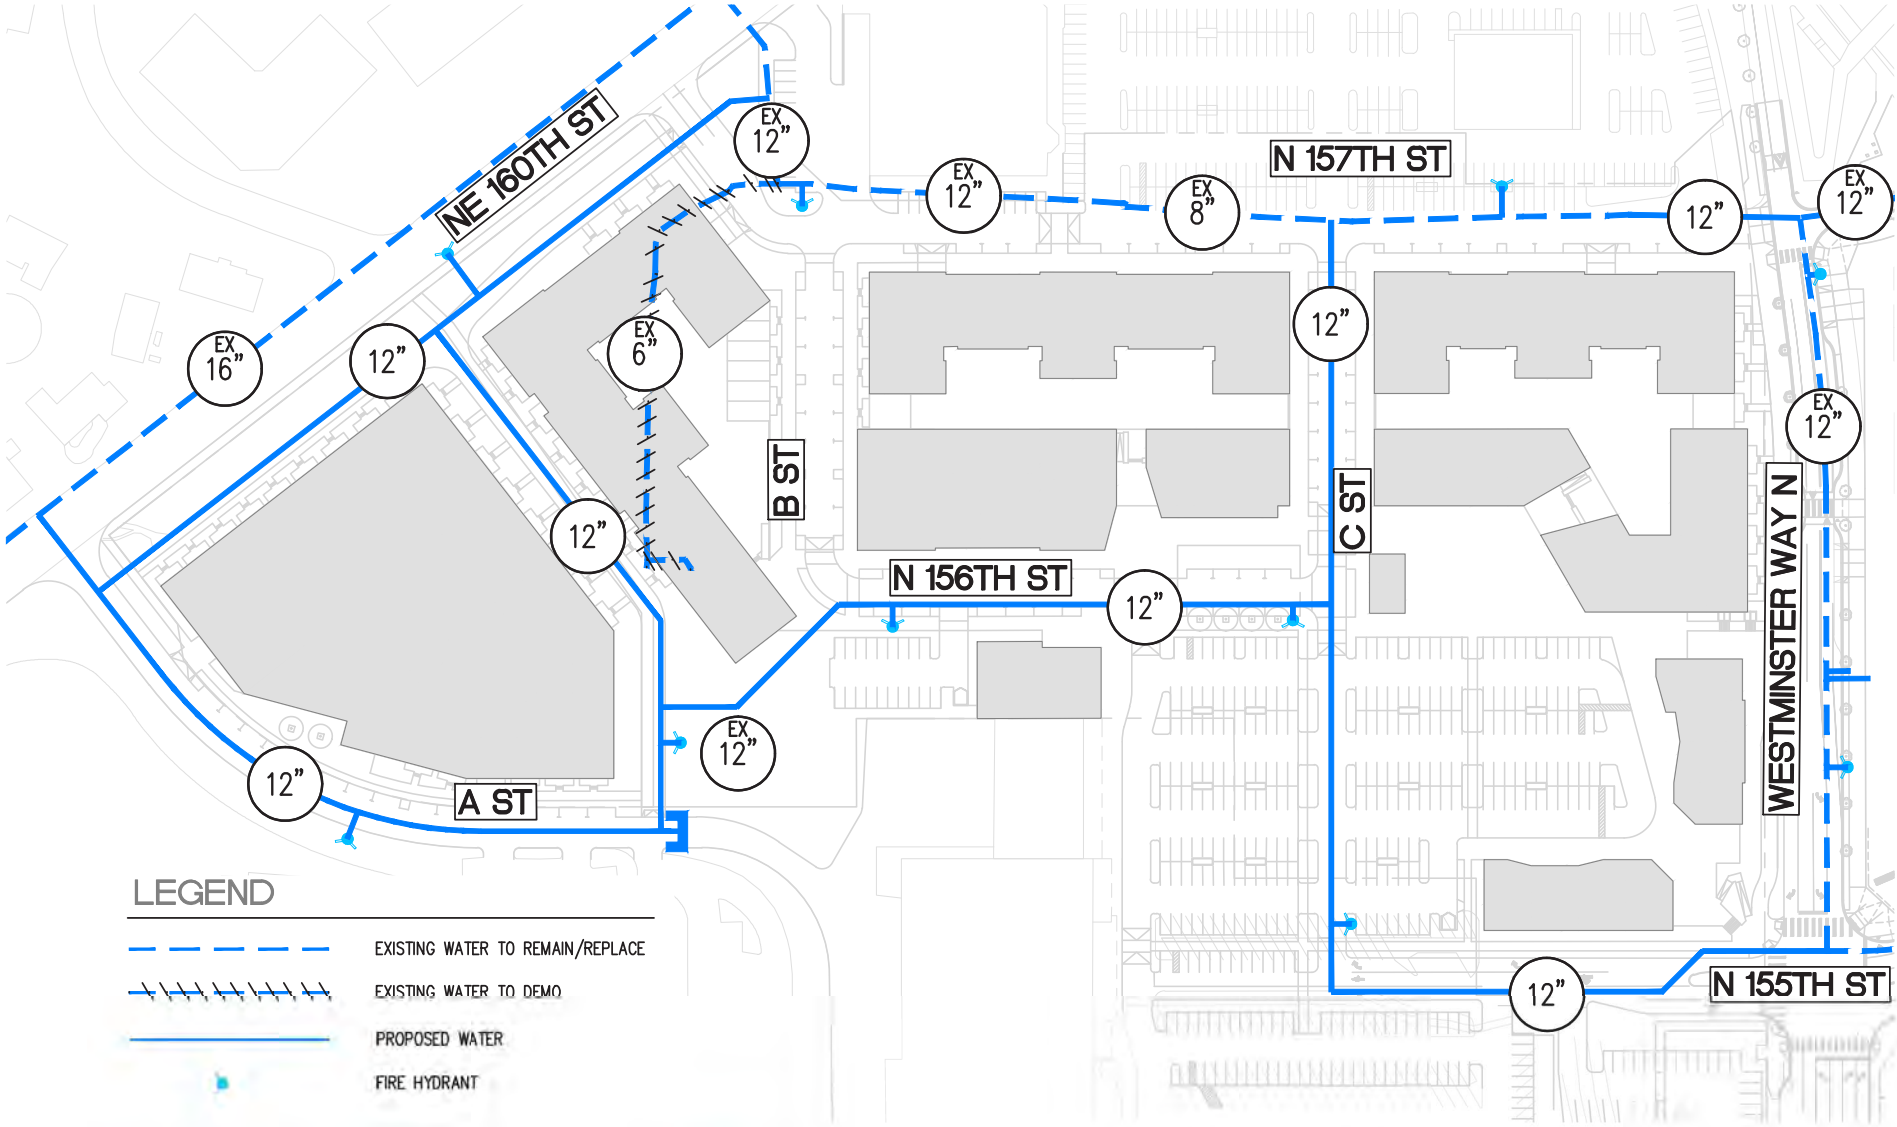 EX
12"
NE 160TH ST
N 157TH ST
EX
12"
EX
8"
12"
EX
12"
EX
16"
12"
EX
6"
12"
EX
12"
B ST
C ST
WESTMINSTER WAY N
12"
N 156TH ST
12"
EX
12"
12"
A ST
12"
N 155TH ST
LEGEND
EXISTING WATER TO REMAIN/REPLACE
EXISTING WATER TO DEMO
PROPOSED WATER
FIRE HYDRANT